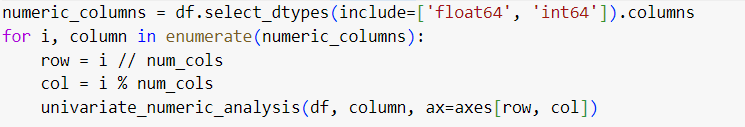 numeric_columns = df.select_dtypes(include=['float64', 'int64']).columns
for i, column in enumerate(numeric_columns):
    row = i // num_cols
    col = i % num_cols
    univariate_numeric_analysis(df, column, ax=axes[row, col])